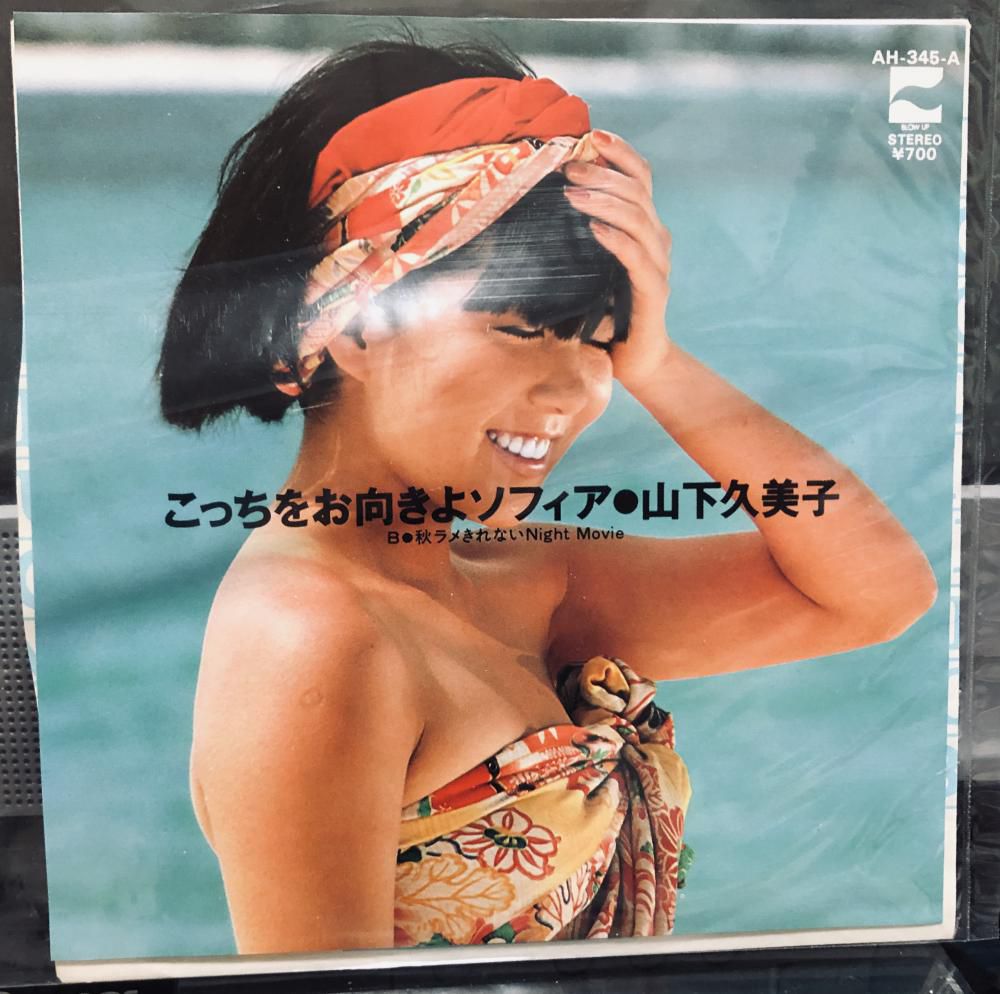 AH-345-A
BLOW UP
STEREO
¥700
こっちをお向きよソフィア●山下久美子
B●秋ラメきれないNight Movie